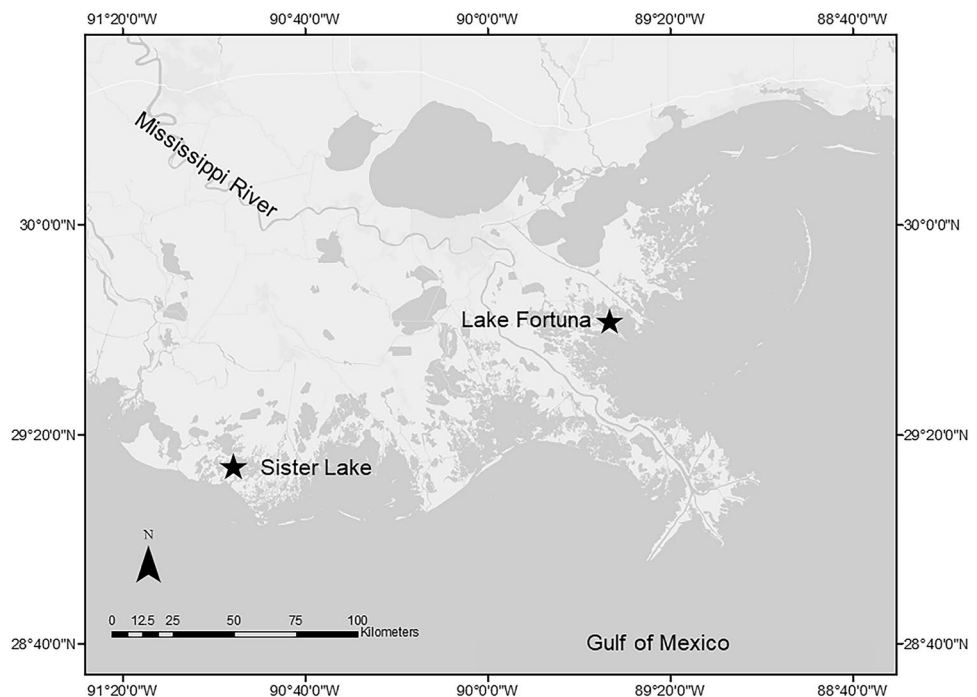 91°20'0"W 90°40'0"W 90°0'0"W 89°20'0"W 88°40'0"W
Mississippi River
30°0'0"N 30°0'0"N
Lake Fortuna
29°20'0"N 29°20'0"N
Sister Lake
N
0 12.5 25 50 75 100
Kilometers
28°40'0"N Gulf of Mexico 28°40'0"N
91°20'0"W 90°40'0"W 90°0'0"W 89°20'0"W 88°40'0"W